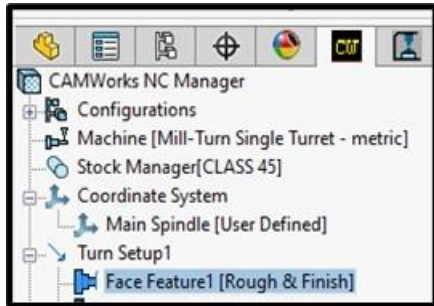 CAMWorks NC Manager
Configurations
Machine [Mill-Turn Single Turret - metric]
Stock Manager[CLASS 45]
Coordinate System
Main Spindle [User Defined]
Turn Setup1
Face Feature1 [Rough & Finish]